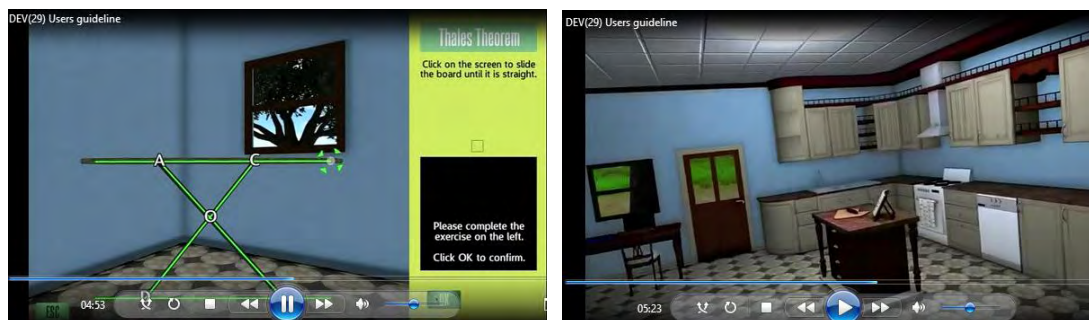 DEV(29) Users guideline
Thales Theorem
Click on the screen to slide
the board until it is straight.
A
C
O
Please complete the
exercise on the left.
Click OK to confirm.
D
04:53
DEV(29) Users guideline
05:23